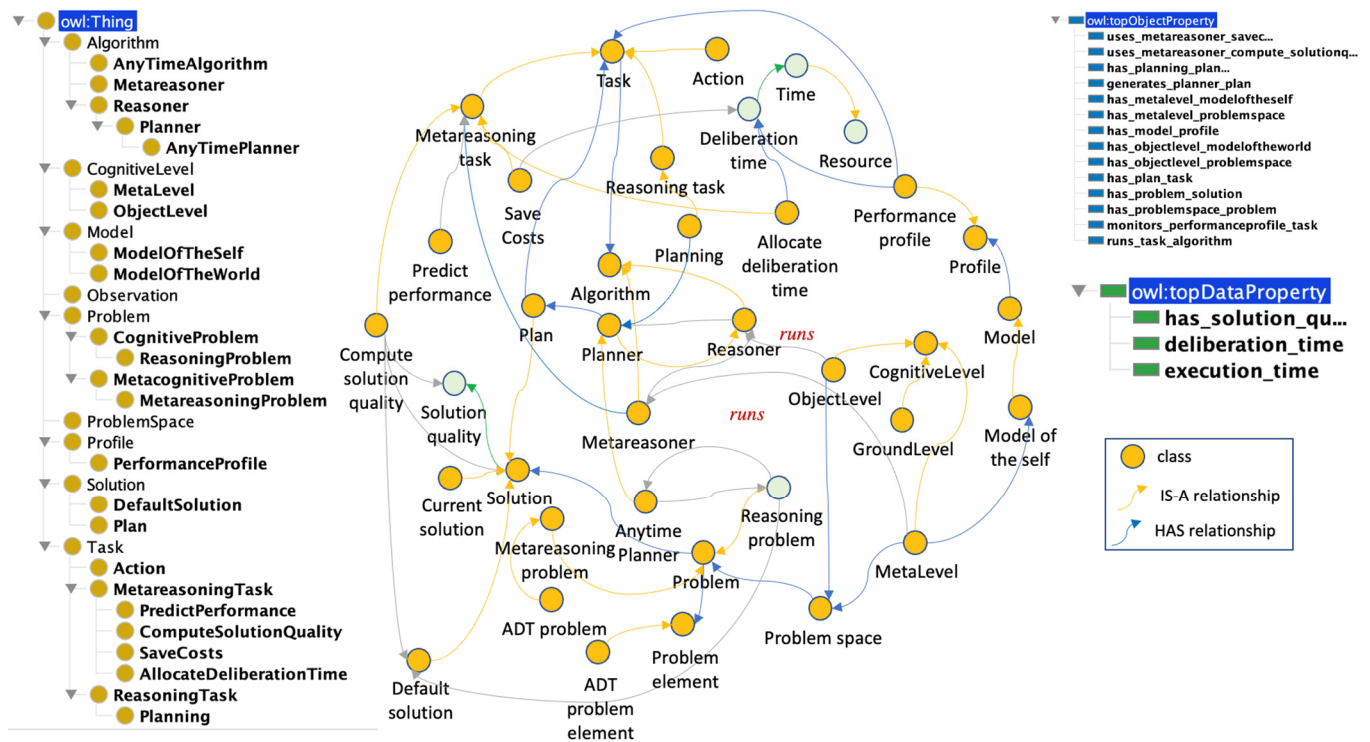 owl:Thing
Algorithm
AnyTimeAlgorithm
Metareasoner
Reasoner
Planner
AnyTimePlanner
CognitiveLevel
MetaLevel
ObjectLevel
Model
ModelOfTheSelf
ModelOfTheWorld
Observation
Problem
CognitiveProblem
ReasoningProblem
MetacognitiveProblem
MetareasoningProblem
ProblemSpace
Profile
PerformanceProfile
Solution
DefaultSolution
Plan
Task
Action
MetareasoningTask
PredictPerformance
ComputeSolutionQuality
SaveCosts
AllocateDeliberationTime
ReasoningTask
Planning
Task
Action
Time
Metareasoning
task
Deliberation
time
Resource
Reasoning task
Save
Costs
Performance
profile
Planning
Allocate
deliberation
time
Predict
performance
Profile
Algorithm
Plan
Planner
Reasoner
runs
Model
Compute
solution
quality
CognitiveLevel
ObjectLevel
Solution
quality
runs
Metareasoner
GroundLevel
Model of
the self
Current
solution
Solution
Anytime
Planner
Reasoning
problem
Metareasoning
problem
Problem
MetaLevel
ADT problem
Problem space
Problem
element
ADT
problem
element
Default
solution
owl:topObjectProperty
uses_metareasoner_savec...
uses_metareasoner_compute_solutionq...
has_planning_plan...
generates_planner_plan
has_metalevel_modeloftheself
has_metalevel_problemspace
has_model_profile
has_objectlevel_modeloftheworld
has_objectlevel_problemspace
has_plan_task
has_problem_solution
has_problemspace_problem
monitors_performanceprofile_task
runs_task_algorithm
owl:topDataProperty
has_solution_qu...
deliberation_time
execution_time
class
IS-A relationship
HAS relationship